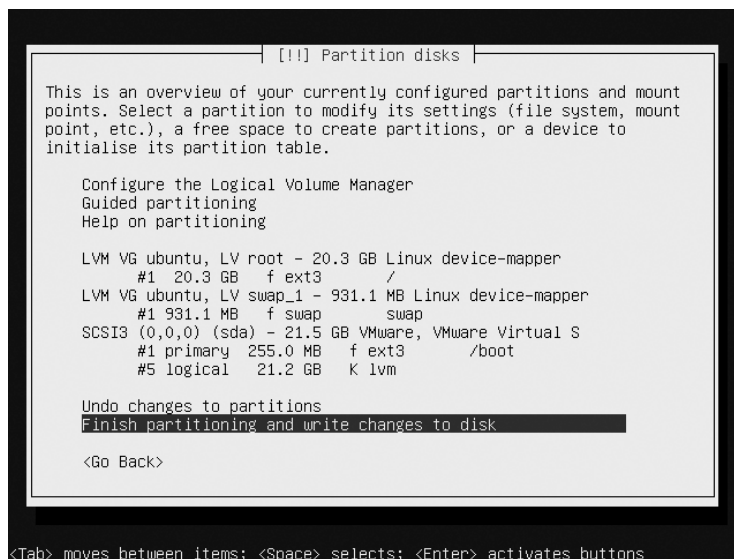 [!!] Partition disks
This is an overview of your currently configured partitions and mount
points. Select a partition to modify its settings (file system, mount
point, etc.), a free space to create partitions, or a device to
initialise its partition table.
Configure the Logical Volume Manager
Guided partitioning
Help on partitioning
LVM VG ubuntu, LV root - 20.3 GB Linux device-mapper
#1 20.3 GB f ext3 /
LVM VG ubuntu, LV swap_1 - 931.1 MB Linux device-mapper
#1 931.1 MB f swap swap
SCSI3 (0,0,0) (sda) - 21.5 GB VMware, VMware Virtual S
#1 primary 255.0 MB f ext3 /boot
#5 logical 21.2 GB K lvm
Undo changes to partitions
Finish partitioning and write changes to disk
<Go Back>
<Tab> moves between items; <Space> selects; <Enter> activates buttons